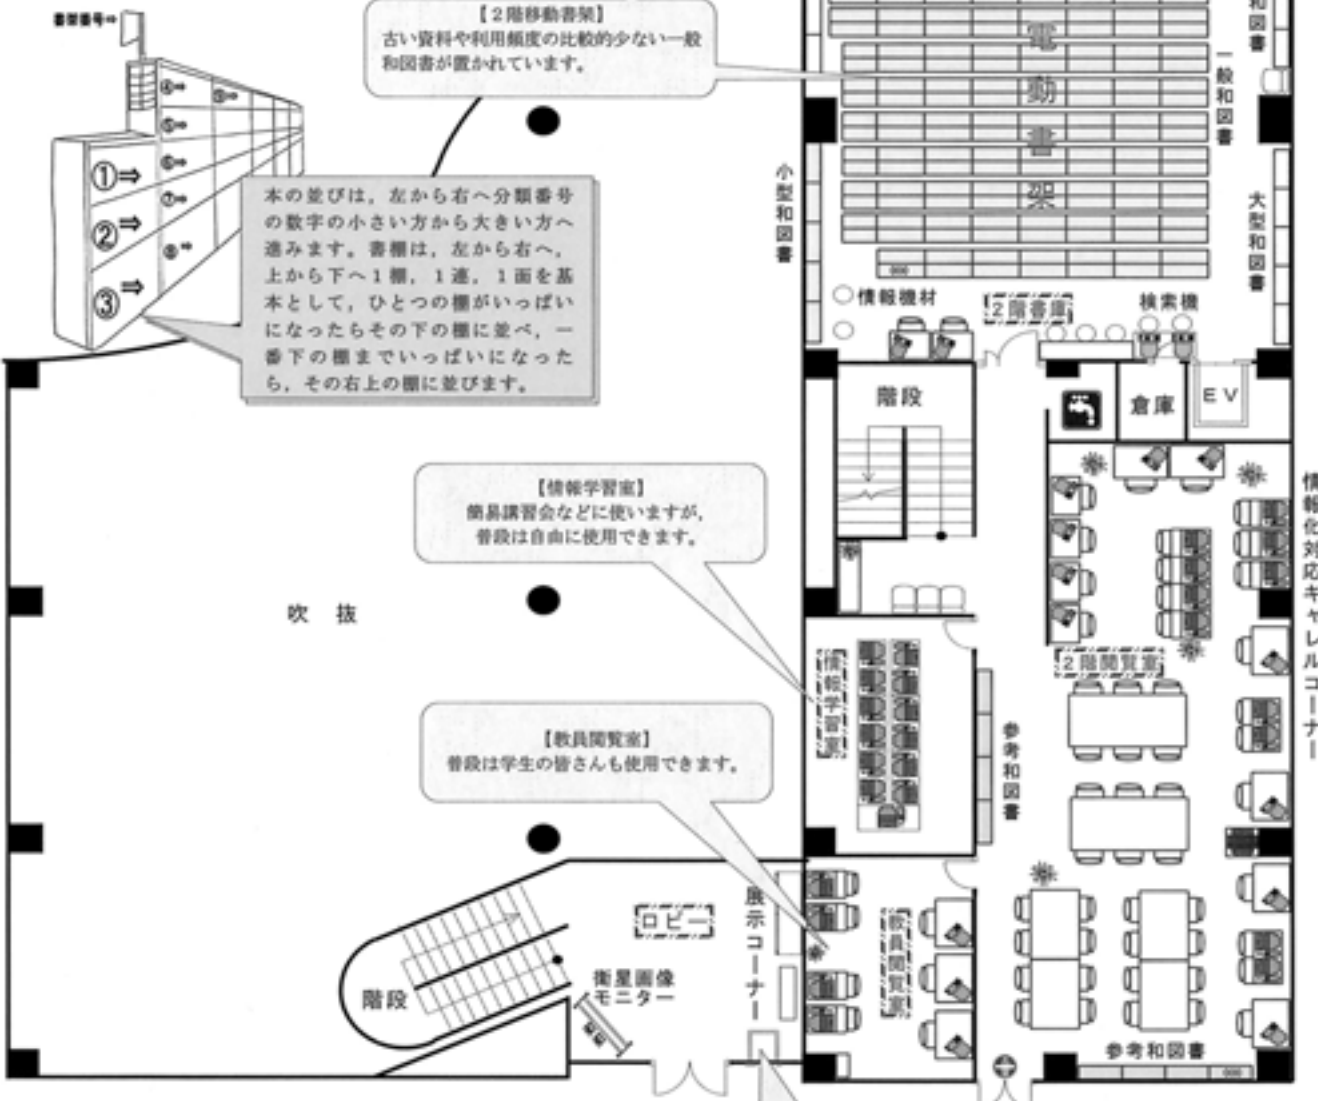 書架番号⇒
【２階移動書架】
古い資料や利用頻度の比較的少ない一般
和図書が置かれています。
④⇒
⑤⇒
⑥⇒
⑦⇒
⑧⇒
①⇒
②⇒
③⇒
本の並びは，左から右へ分類番号
の数字の小さい方から大きい方へ
進みます。書棚は，左から右へ，
上から下へ１棚，１連，１面を基
本として，ひとつの棚がいっぱい
になったらその下の棚に並べ，一
番下の棚までいっぱいになった
ら，その右上の棚に並びます。
電動書架
和図書
一般和図書
小型和図書
大型和図書
000
情報機材
２階書庫
検索機
階段
倉庫
ＥＶ
【情報学習室】
簡易講習会などに使いますが，
普段は自由に使用できます。
情報化対応キャレルコーナー
吹　抜
２階閲覧室
情報学習室
参考和図書
【教員閲覧室】
普段は学生の皆さんも使用できます。
展示コーナー
ロビー
教員閲覧室
衛星画像
モニター
階段
参考和図書
000